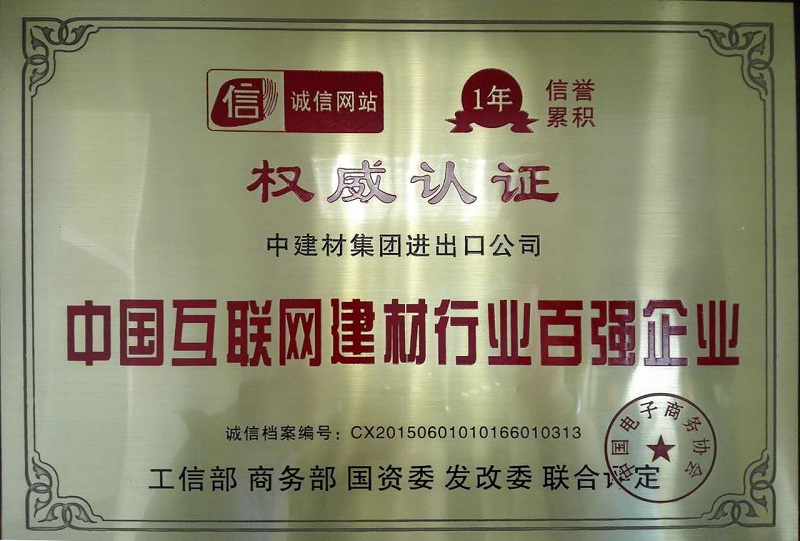 信 诚信网站
1年 信誉
累积
权威认证
中建材集团进出口公司
中国互联网建材行业百强企业
诚信档案编号：CX20150601010166010313
中国电子商务协会
工信部 商务部 国资委 发改委 联合评定